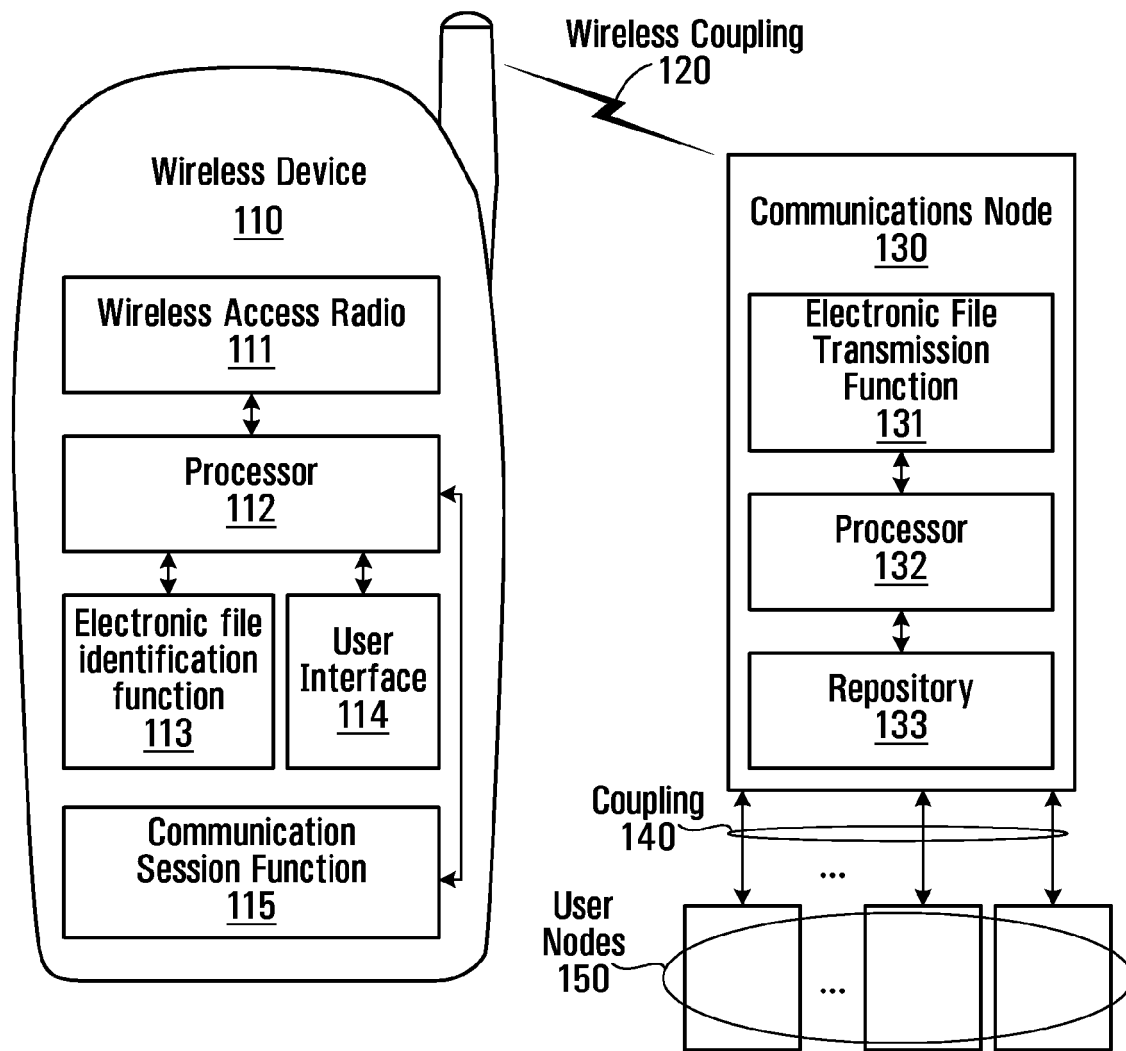 Wireless Coupling
120
Wireless Device
110
Wireless Access Radio
111
Processor
112
Electronic file
identification
function
113
User
Interface
114
Communication
Session Function
115
Communications Node
130
Electronic File
Transmission
Function
131
Processor
132
Repository
133
Coupling
140
...
User
Nodes
150
...